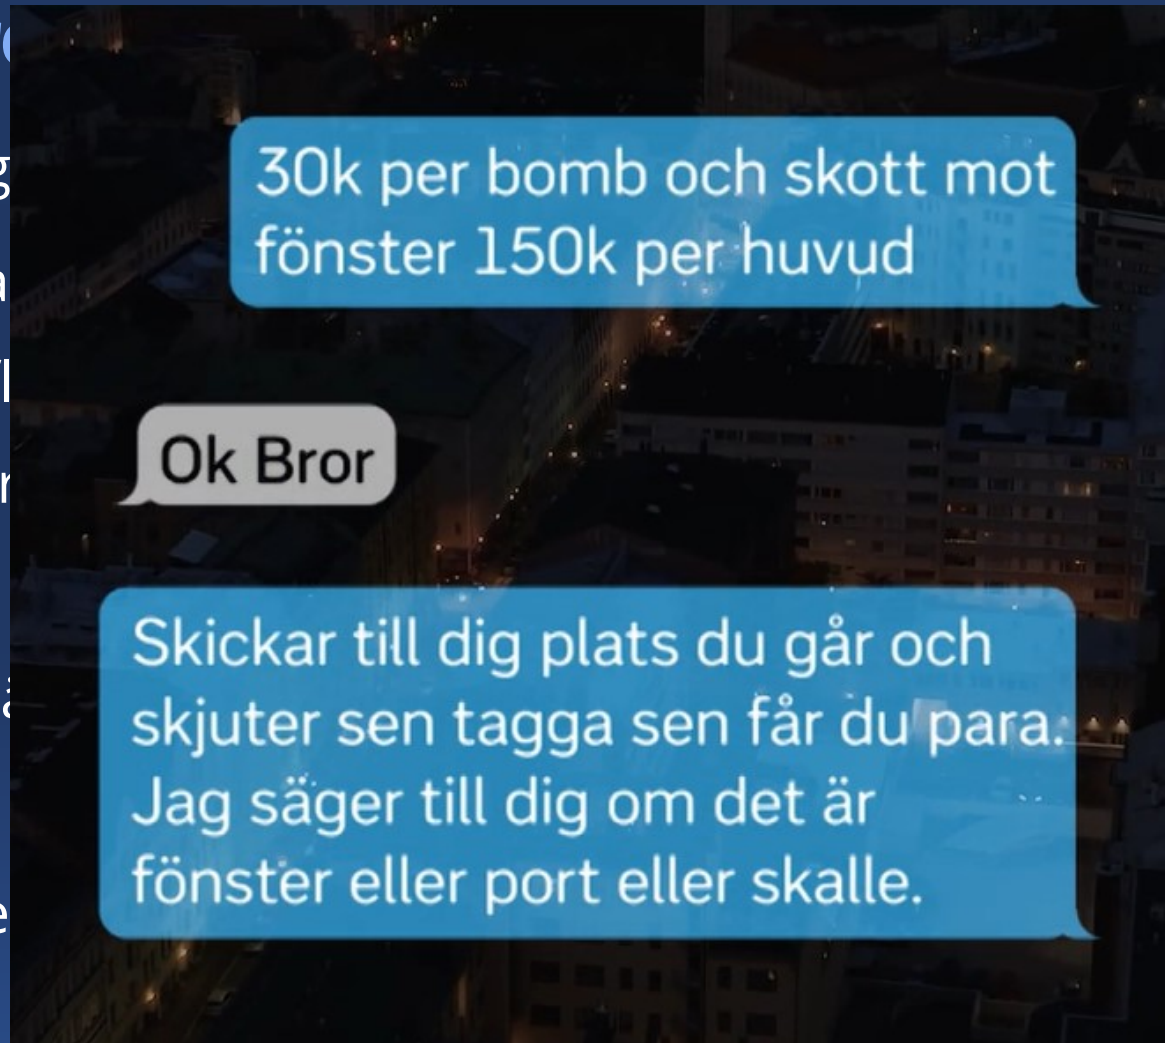 30k per bomb och skott mot
fönster 150k per huvud
Ok Bror
Skickar till dig plats du går och
skjuter sen tagga sen får du para.
Jag säger till dig om det är
fönster eller port eller skalle.